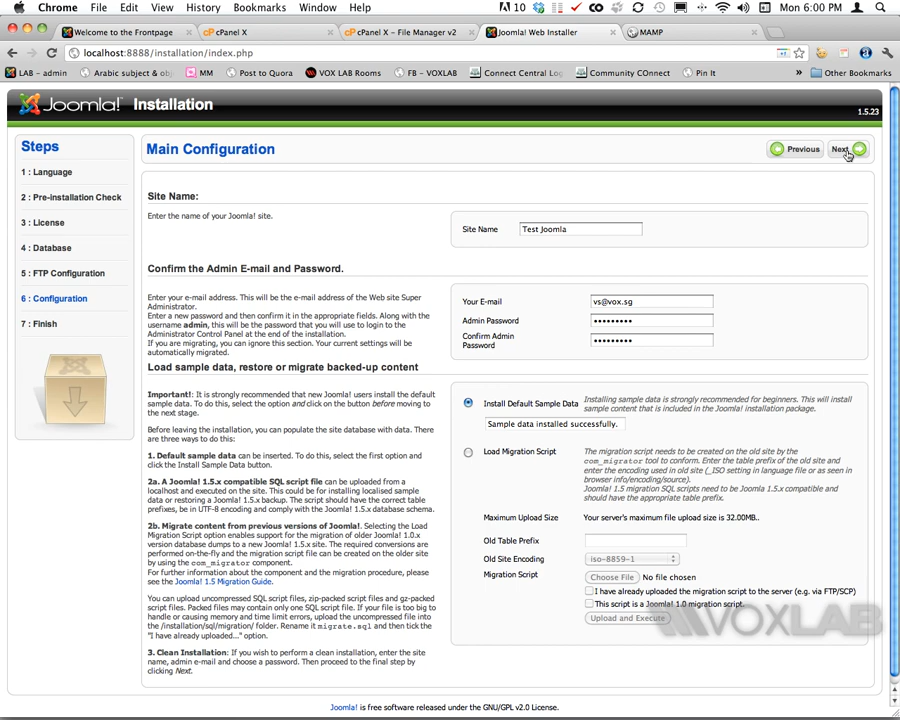 Chrome File Edit View History Bookmarks Window Help 10 Mon 6:00 PM
Welcome to the Frontpage cPanel X cPanel X – File Manager v2 Joomla! Web Installer MAMP
localhost:8888/installation/index.php
LAB - admin Arabic subject & ob MM Post to Quora VOX LAB Rooms FB - VOXLAB Connect Central Log Community COnnect Pin It » Other Bookmarks
Joomla! Installation
1.5.23
Steps
1 : Language
2 : Pre-installation Check
3 : License
4 : Database
5 : FTP Configuration
6 : Configuration
7 : Finish
Main Configuration
Previous Next
Site Name:
Enter the name of your Joomla! site.
Site Name Test Joomla
Confirm the Admin E-mail and Password.
Enter your e-mail address. This will be the e-mail address of the Web site Super
Administrator.
Enter a new password and then confirm it in the appropriate fields. Along with the
username admin, this will be the password that you will use to login to the
Administrator Control Panel at the end of the installation.
If you are migrating, you can ignore this section. Your current settings will be
automatically migrated.
Your E-mail vs@vox.sg
Admin Password •••••••••
Confirm Admin
Password •••••••••
Load sample data, restore or migrate backed-up content
Important!: It is strongly recommended that new Joomla! users install the default
sample data. To do this, select the option and click on the button before moving to
the next stage.
Before leaving the installation, you can populate the site database with data. There
are three ways to do this:
1. Default sample data can be inserted. To do this, select the first option and
click the Install Sample Data button.
2a. A Joomla! 1.5.x compatible SQL script file can be uploaded from a
localhost and executed on the site. This could be for installing localised sample
data or restoring a Joomla! 1.5.x backup. The script should have the correct table
prefixes, be in UTF-8 encoding and comply with the Joomla! 1.5.x database schema.
2b. Migrate content from previous versions of Joomla!. Selecting the Load
Migration Script option enables support for the migration of older Joomla! 1.0.x
version database dumps to a new Joomla! 1.5.x site. The required conversions are
performed on-the-fly and the migration script file can be created on the older site
by using the com_migrator component.
For further information about the component and the migration procedure, please
see the Joomla! 1.5 Migration Guide.
You can upload uncompressed SQL script files, zip-packed script files and gz-packed
script files. Packed files may contain only one SQL script file. If your file is too big to
handle or causing memory and time limit errors, upload the uncompressed file into
the /installation/sql/migration/ folder. Rename it migrate.sql and then tick the
"I have already uploaded..." option.
3. Clean Installation: If you wish to perform a clean installation, enter the site
name, admin e-mail and choose a password. Then proceed to the final step by
clicking Next.
Install Default Sample Data
Installing sample data is strongly recommended for beginners. This will install
sample content that is included in the Joomla! installation package.
Sample data installed successfully.
Load Migration Script
The migration script needs to be created on the old site by the
com_migrator tool to conform. Enter the table prefix of the old site and
enter the encoding used in old site (_ISO setting in language file or as seen in
browser info/encoding/source).
Joomla! 1.5 migration SQL scripts need to be Joomla 1.5.x compatible and
should have the appropriate table prefix.
Maximum Upload Size Your server's maximum file upload size is 32.00MB..
Old Table Prefix
Old Site Encoding iso-8859-1
Migration Script Choose File No file chosen
I have already uploaded the migration script to the server (e.g. via FTP/SCP)
This script is a Joomla! 1.0 migration script.
Upload and Execute
VOXLAB
Joomla! is free software released under the GNU/GPL v2.0 License.